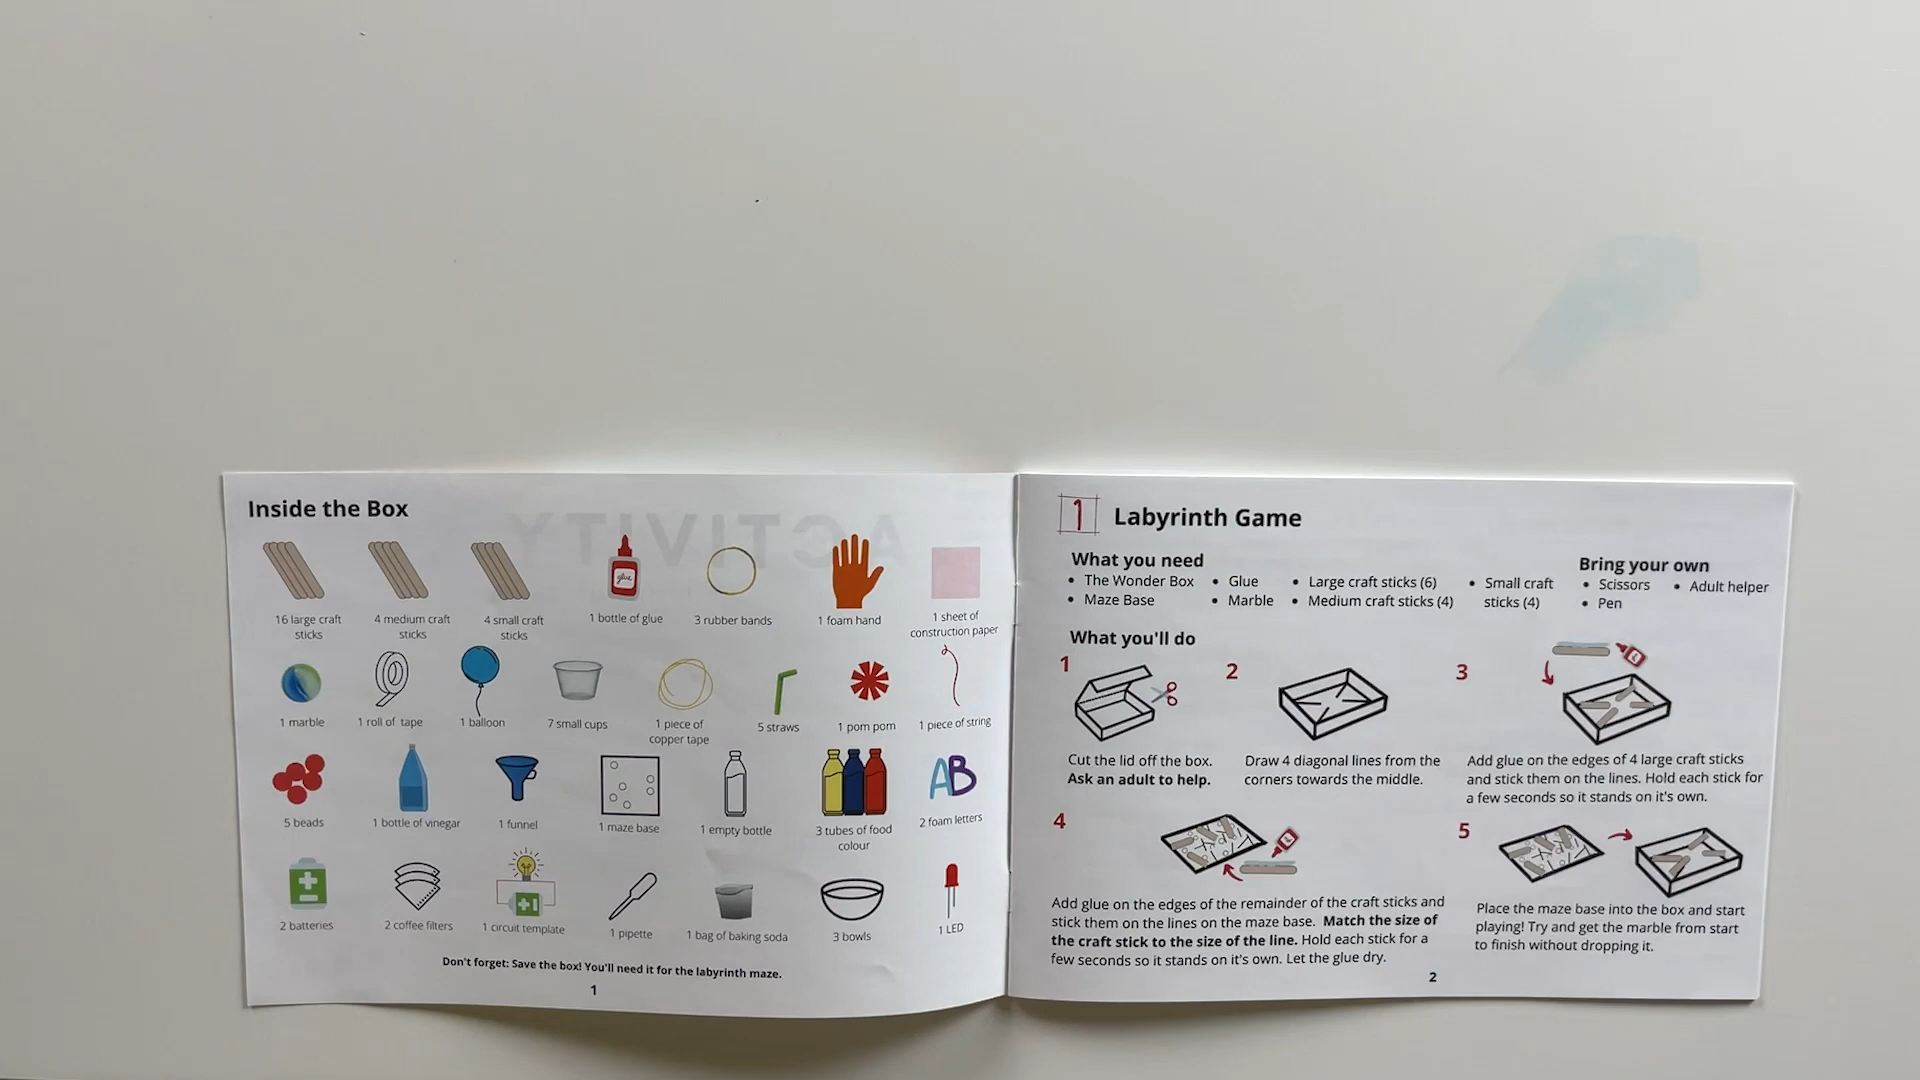 Inside the Box
16 large craft
sticks
4 medium craft
sticks
4 small craft
sticks
glue
1 bottle of glue
3 rubber bands
1 foam hand
1 sheet of
construction paper
1 marble
1 roll of tape
1 balloon
7 small cups
1 piece of
copper tape
5 straws
1 pom pom
1 piece of string
5 beads
1 bottle of vinegar
1 funnel
1 maze base
1 empty bottle
3 tubes of food
colour
AB
2 foam letters
2 batteries
2 coffee filters
1 circuit template
1 pipette
1 bag of baking soda
3 bowls
1 LED
Don't forget: Save the box! You'll need it for the labyrinth maze.
1
ACTIVITY
1 Labyrinth Game
What you need
• The Wonder Box
• Maze Base
• Glue
• Marble
• Large craft sticks (6)
• Medium craft sticks (4)
• Small craft
sticks (4)
Bring your own
• Scissors
• Pen
• Adult helper
What you'll do
1
Cut the lid off the box.
Ask an adult to help.
2
Draw 4 diagonal lines from the
corners towards the middle.
3
Add glue on the edges of 4 large craft sticks
and stick them on the lines. Hold each stick for
a few seconds so it stands on it's own.
4
Add glue on the edges of the remainder of the craft sticks and
stick them on the lines on the maze base. Match the size of
the craft stick to the size of the line. Hold each stick for a
few seconds so it stands on it's own. Let the glue dry.
5
Place the maze base into the box and start
playing! Try and get the marble from start
to finish without dropping it.
2